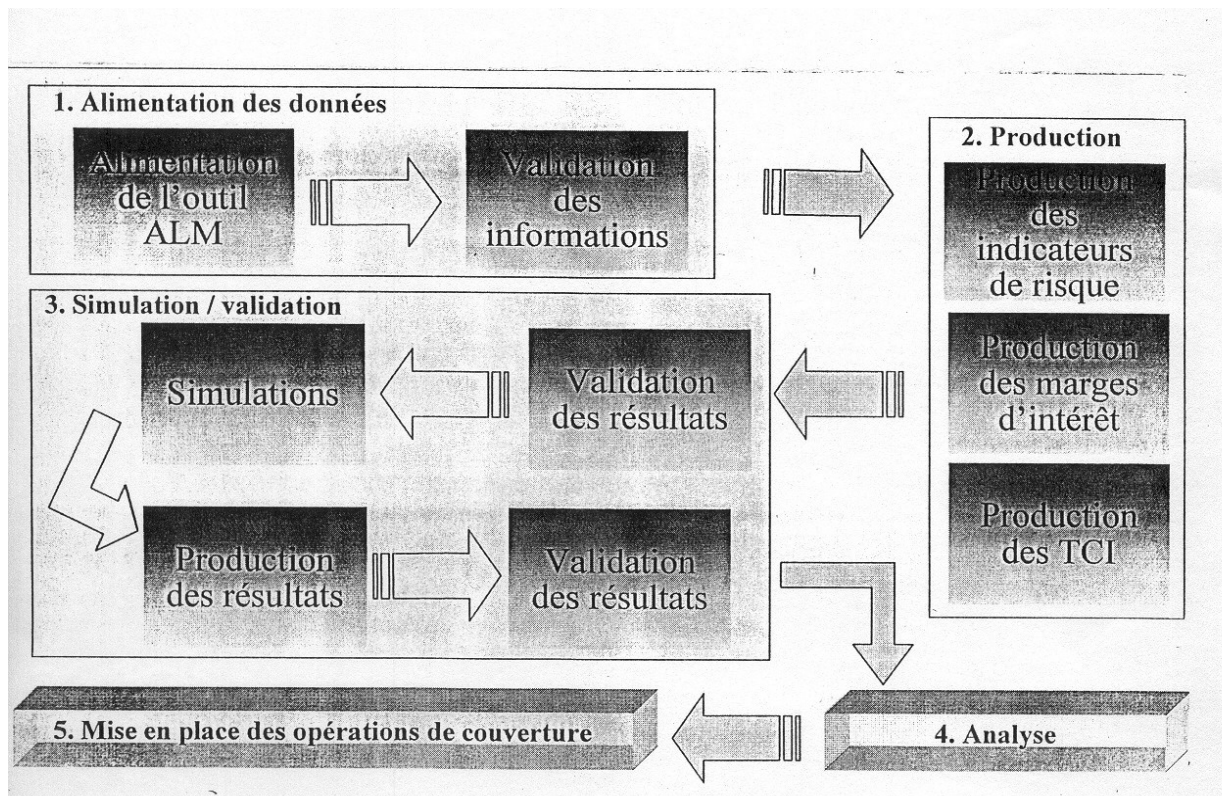 1. Alimentation des données
Alimentation
de l'outil
ALM
Validation
des
informations
2. Production
Production
des
indicateurs
de risque
Production
des marges
d'intérêt
Production
des TCI
3. Simulation / validation
Validation
des résultats
Simulations
Production
des résultats
Validation
des résultats
4. Analyse
5. Mise en place des opérations de couverture